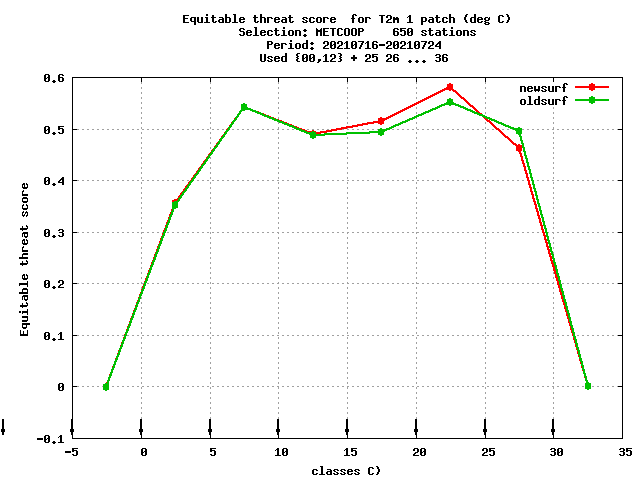 Equitable threat score  for T2m 1 patch (deg C)
Selection: METCOOP    650 stations
Period: 20210716-20210724
Used {00,12} + 25 26 ... 36
newsurf
oldsurf
Equitable threat score
0.6
0.5
0.4
0.3
0.2
0.1
0
-0.1
-5 0 5 10 15 20 25 30 35
classes C)